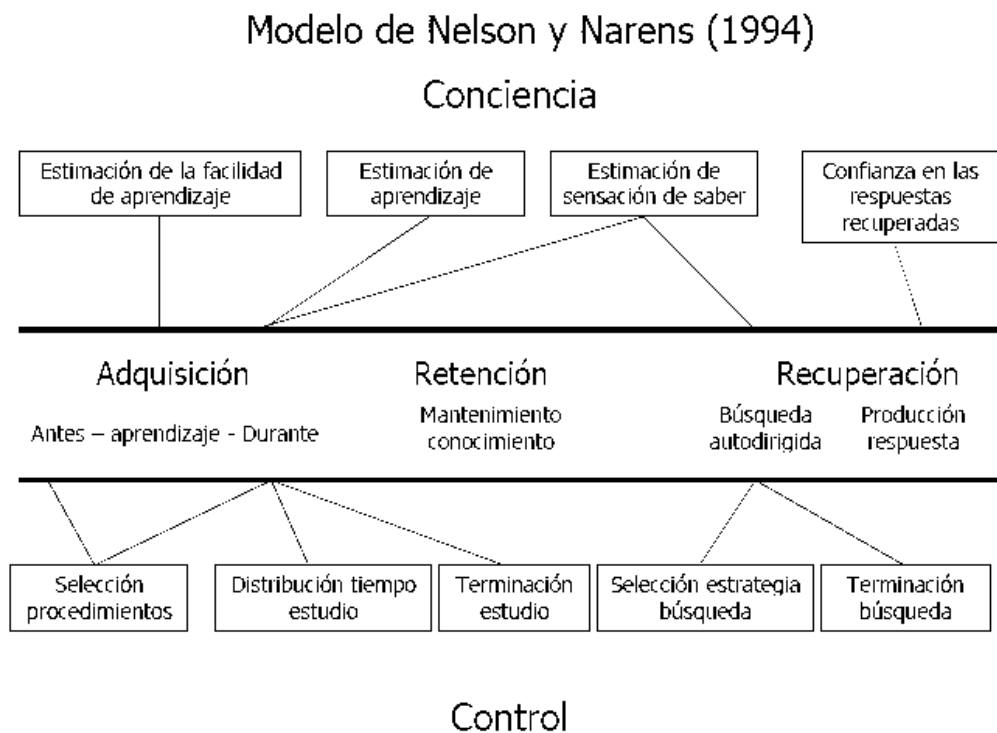 Modelo de Nelson y Narens (1994)
Conciencia
Estimación de la facilidad
de aprendizaje
Estimación de
aprendizaje
Estimación de
sensación de saber
Confianza en las
respuestas
recuperadas
Adquisición
Retención
Recuperación
Antes – aprendizaje - Durante
Mantenimiento
conocimiento
Búsqueda
autodirigida
Producción
respuesta
Selección
procedimientos
Distribución tiempo
estudio
Terminación
estudio
Selección estrategia
búsqueda
Terminación
búsqueda
Control